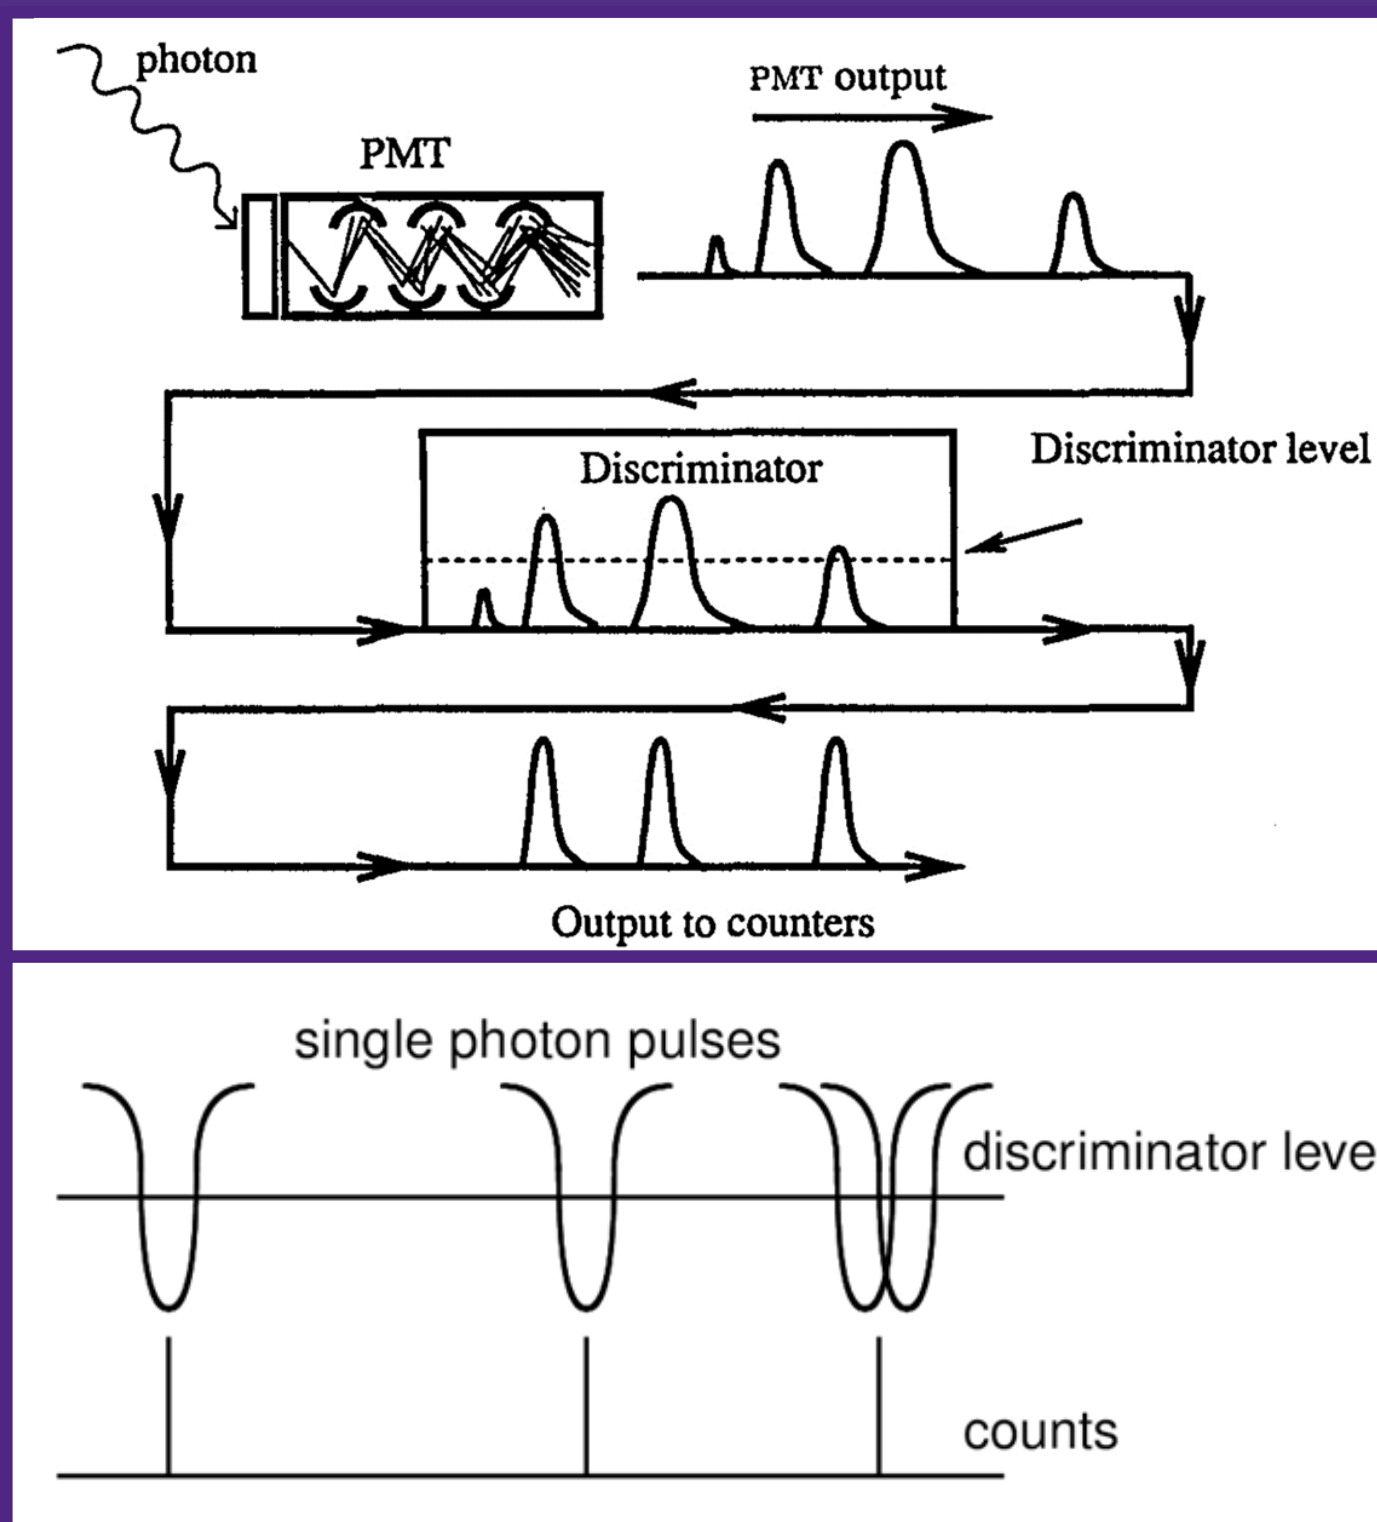 photon
PMT output
PMT
Discriminator level
Discriminator
Output to counters
single photon pulses
discriminator leve
counts